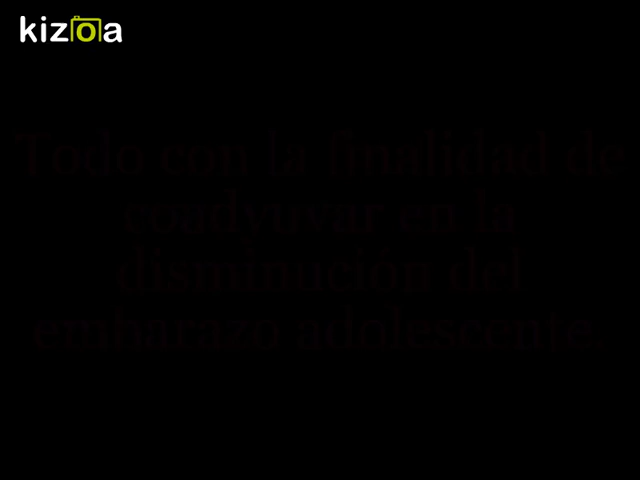 kizoa
Todo con la finalidad de
coadyuvar en la
disminución del
embarazo adolescente.